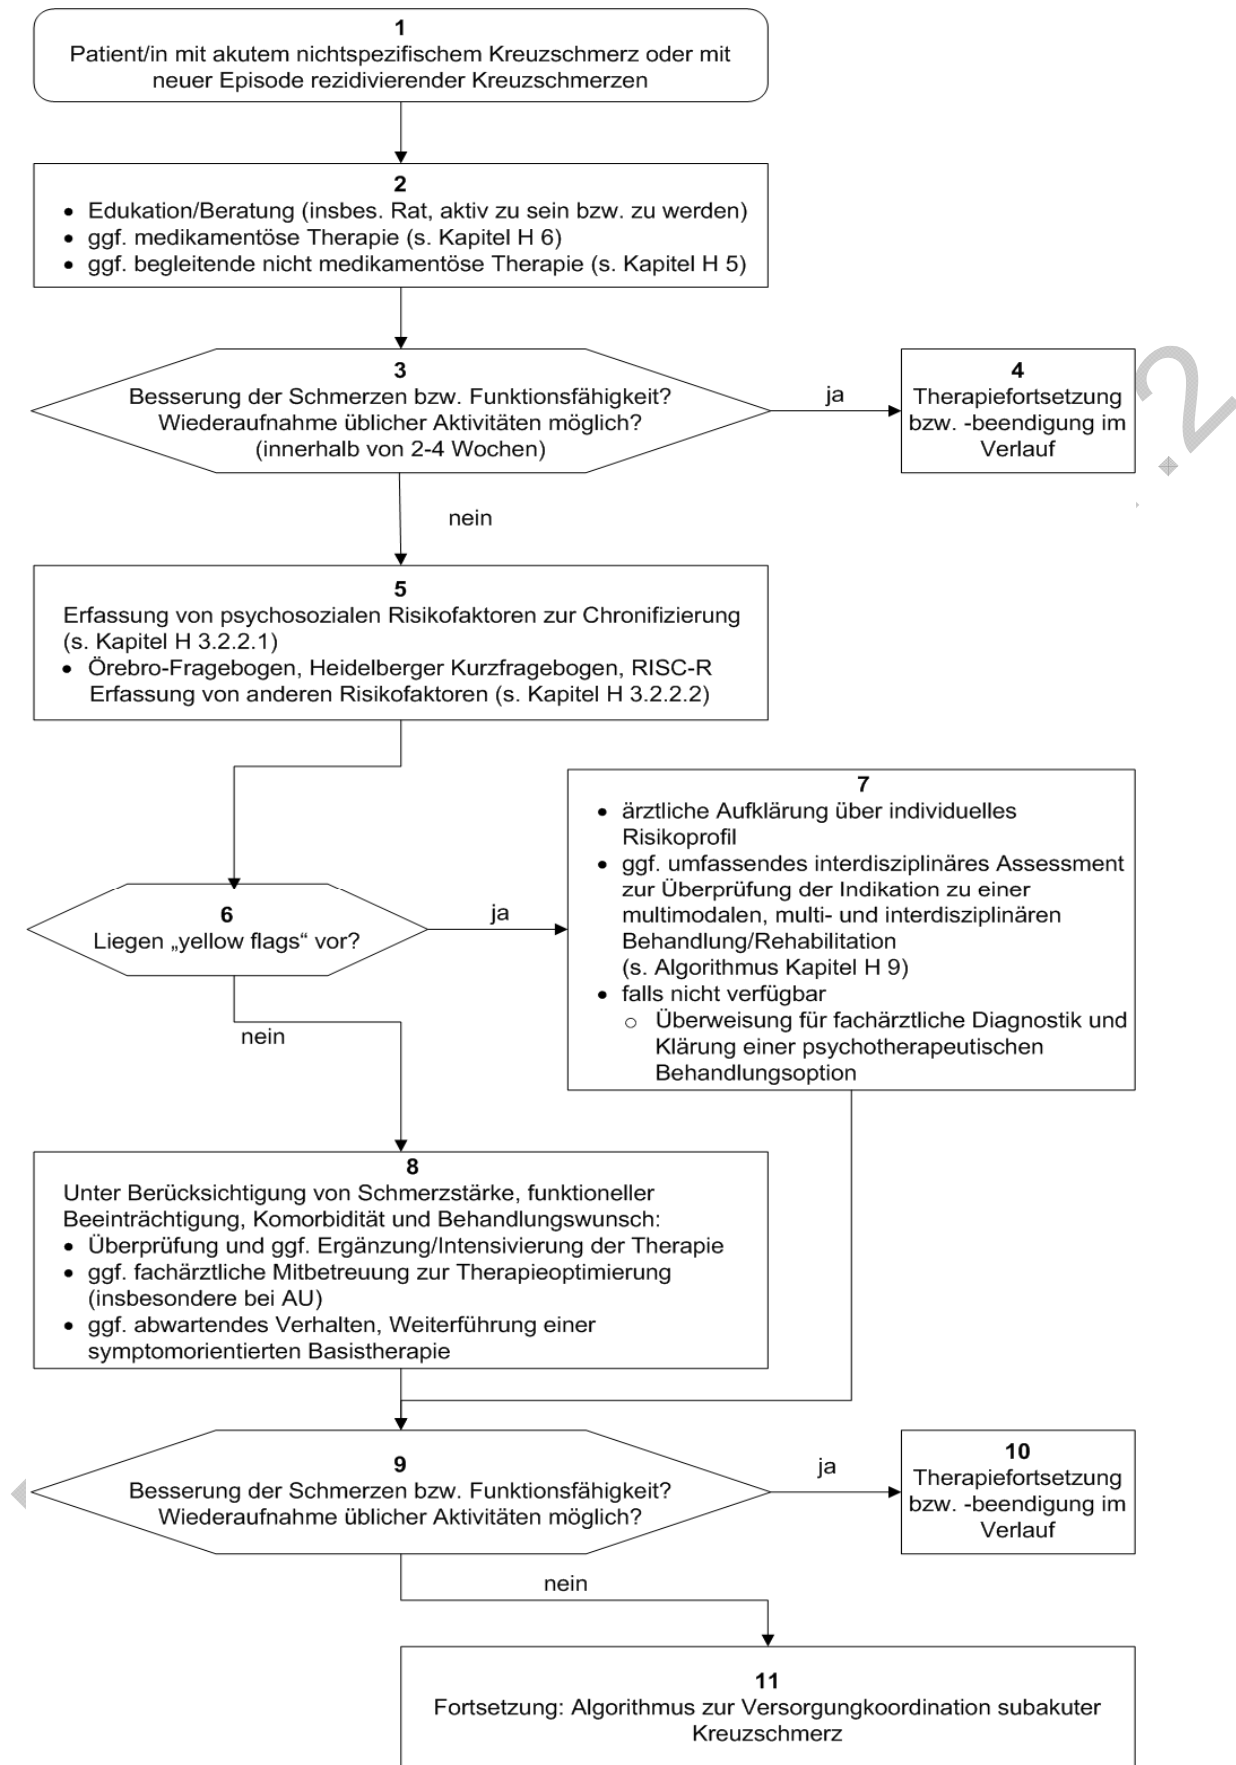 1
Patient/in mit akutem nichtspezifischem Kreuzschmerz oder mit
neuer Episode rezidivierender Kreuzschmerzen
2
• Edukation/Beratung (insbes. Rat, aktiv zu sein bzw. zu werden)
• ggf. medikamentöse Therapie (s. Kapitel H 6)
• ggf. begleitende nicht medikamentöse Therapie (s. Kapitel H 5)
3
Besserung der Schmerzen bzw. Funktionsfähigkeit?
Wiederaufnahme üblicher Aktivitäten möglich?
(innerhalb von 2-4 Wochen)
ja
4
Therapiefortsetzung
bzw. -beendigung im
Verlauf
.2
nein
5
Erfassung von psychosozialen Risikofaktoren zur Chronifizierung
(s. Kapitel H 3.2.2.1)
• Örebro-Fragebogen, Heidelberger Kurzfragebogen, RISC-R
Erfassung von anderen Risikofaktoren (s. Kapitel H 3.2.2.2)
6
Liegen „yellow flags“ vor?
ja
7
• ärztliche Aufklärung über individuelles
Risikoprofil
• ggf. umfassendes interdisziplinäres Assessment
zur Überprüfung der Indikation zu einer
multimodalen, multi- und interdisziplinären
Behandlung/Rehabilitation
(s. Algorithmus Kapitel H 9)
• falls nicht verfügbar
○ Überweisung für fachärztliche Diagnostik und
Klärung einer psychotherapeutischen
Behandlungsoption
nein
8
Unter Berücksichtigung von Schmerzstärke, funktioneller
Beeinträchtigung, Komorbidität und Behandlungswunsch:
• Überprüfung und ggf. Ergänzung/Intensivierung der Therapie
• ggf. fachärztliche Mitbetreuung zur Therapieoptimierung
(insbesondere bei AU)
• ggf. abwartendes Verhalten, Weiterführung einer
symptomorientierten Basistherapie
9
Besserung der Schmerzen bzw. Funktionsfähigkeit?
Wiederaufnahme üblicher Aktivitäten möglich?
ja
10
Therapiefortsetzung
bzw. -beendigung im
Verlauf
nein
11
Fortsetzung: Algorithmus zur Versorgungkoordination subakuter
Kreuzschmerz